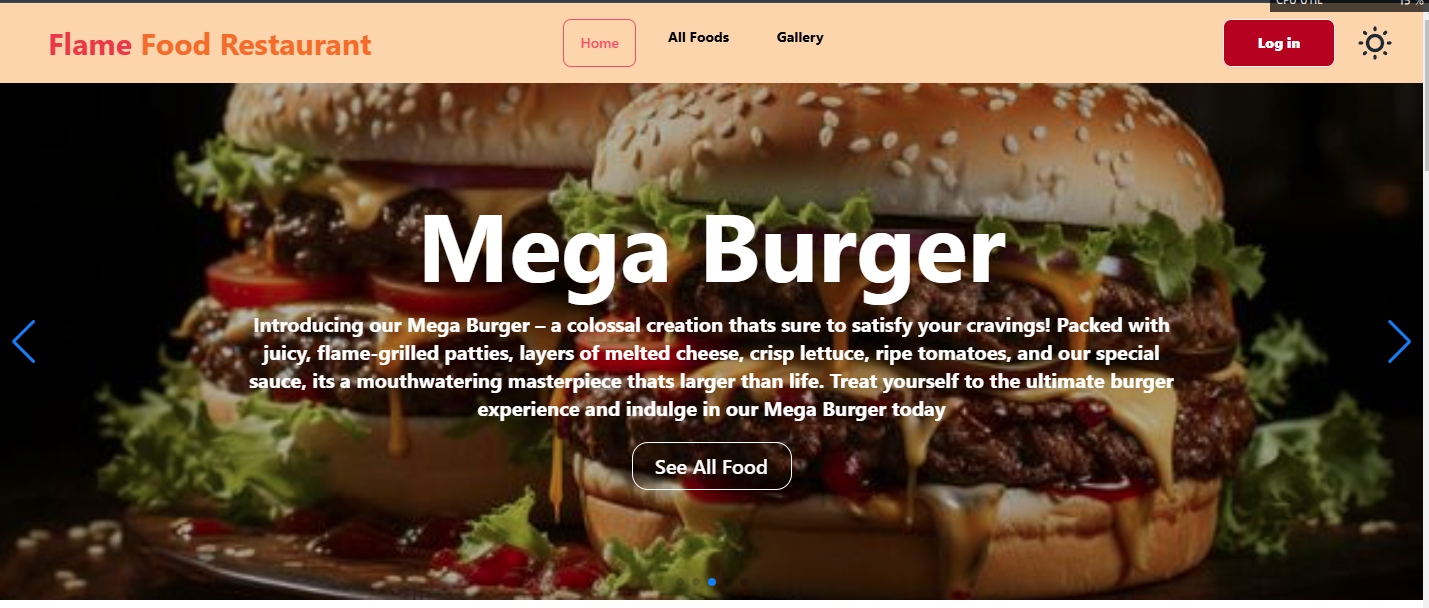 CPU UTIL 15 %
Flame Food Restaurant
Home
All Foods
Gallery
Log in
Mega Burger
Introducing our Mega Burger – a colossal creation thats sure to satisfy your cravings! Packed with
juicy, flame-grilled patties, layers of melted cheese, crisp lettuce, ripe tomatoes, and our special
sauce, its a mouthwatering masterpiece thats larger than life. Treat yourself to the ultimate burger
experience and indulge in our Mega Burger today
See All Food